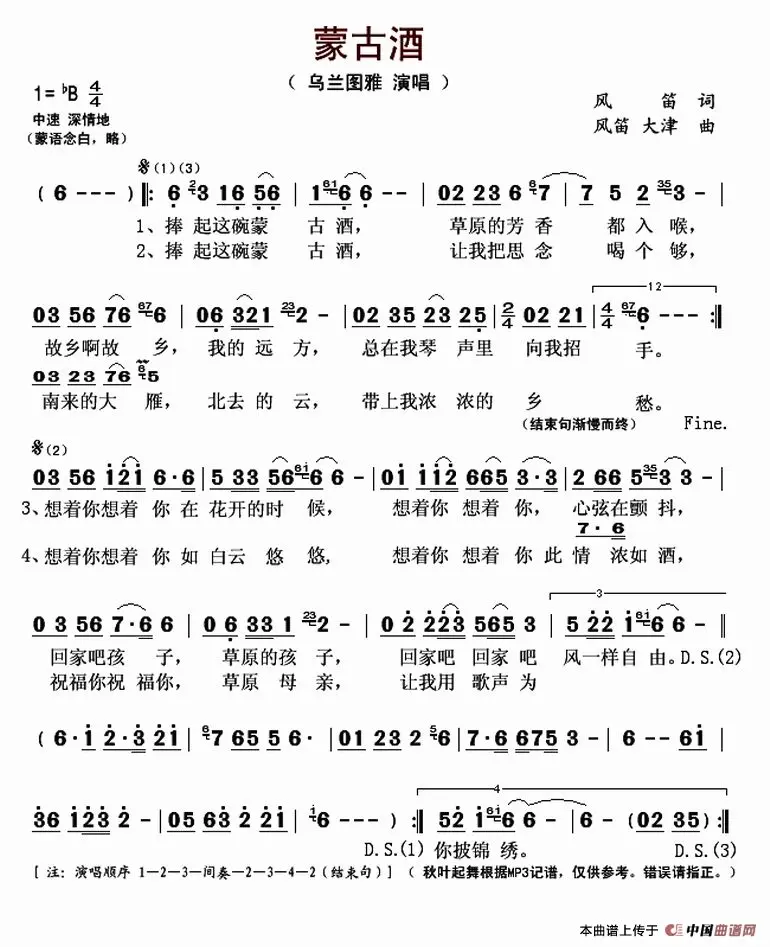 蒙古酒
（ 乌兰图雅 演唱 ）
1= ♭B 4/4
风 笛 词
中速 深情地
风笛 大津 曲
（蒙语念白，略）
(1)(3)
( 6 - - - ) ‖: 6 3 16 56 | 1 6 6 - - | 02 23 6 7 | 7 5 2 3 - |
1、捧 起这碗蒙 古酒， 草原的芳 香 都 入 喉，
2、捧 起这碗蒙 古酒， 让我把思 念 喝 个 够，
12
03 56 76 6 | 06 321 2 - | 02 35 23 25 | 2/4 02 21 | 4/4 6 - - :‖
故乡啊故 乡， 我的 远 方， 总在我琴 声里 向我招 手。
03 23 76 5
南来的大 雁， 北去 的 云， 带上我浓 浓的 乡 愁。
（结束句渐慢而终） Fine.
(2)
03 56 121 6·6 | 5 33 56 6 - | 01 112 665 3·3 | 2 66 5 3 - |
3、想着你想着 你 在 花开的时 候， 想着你 想着 你， 心弦在颤 抖，
7· 6
4、想着你想着 你 如 白云 悠 悠， 想着你 想着 你 此 情 浓如 酒，
3
0 3 56 7·6 6 | 0 6 33 1 2 - | 0 2 223 565 3 | 5 22 1 6 6 - ‖
回家吧孩 子， 草原的孩 子， 回家吧 回家 吧 风一样自 由。D.S.(2)
祝福你祝 福你， 草原 母 亲， 让我用 歌声 为
( 6·1 2·3 21 | 7 65 5 6· | 01 23 2 6 | 7·6 675 3 - | 6 - - 61 |
4
36 123 2 - | 05 63 2 21 | 6 - - - ) :‖ 52 1 6 6 - | 6 - (02 35) :‖
D.S.(1) 你披锦 绣。 D.S.(3)
[ 注：演唱顺序 1—2—3—间奏—2—3—4—2（结束句）]（ 秋叶起舞根据MP3记谱，仅供参考。错误请指正。）
本曲谱上传于 中国曲谱网